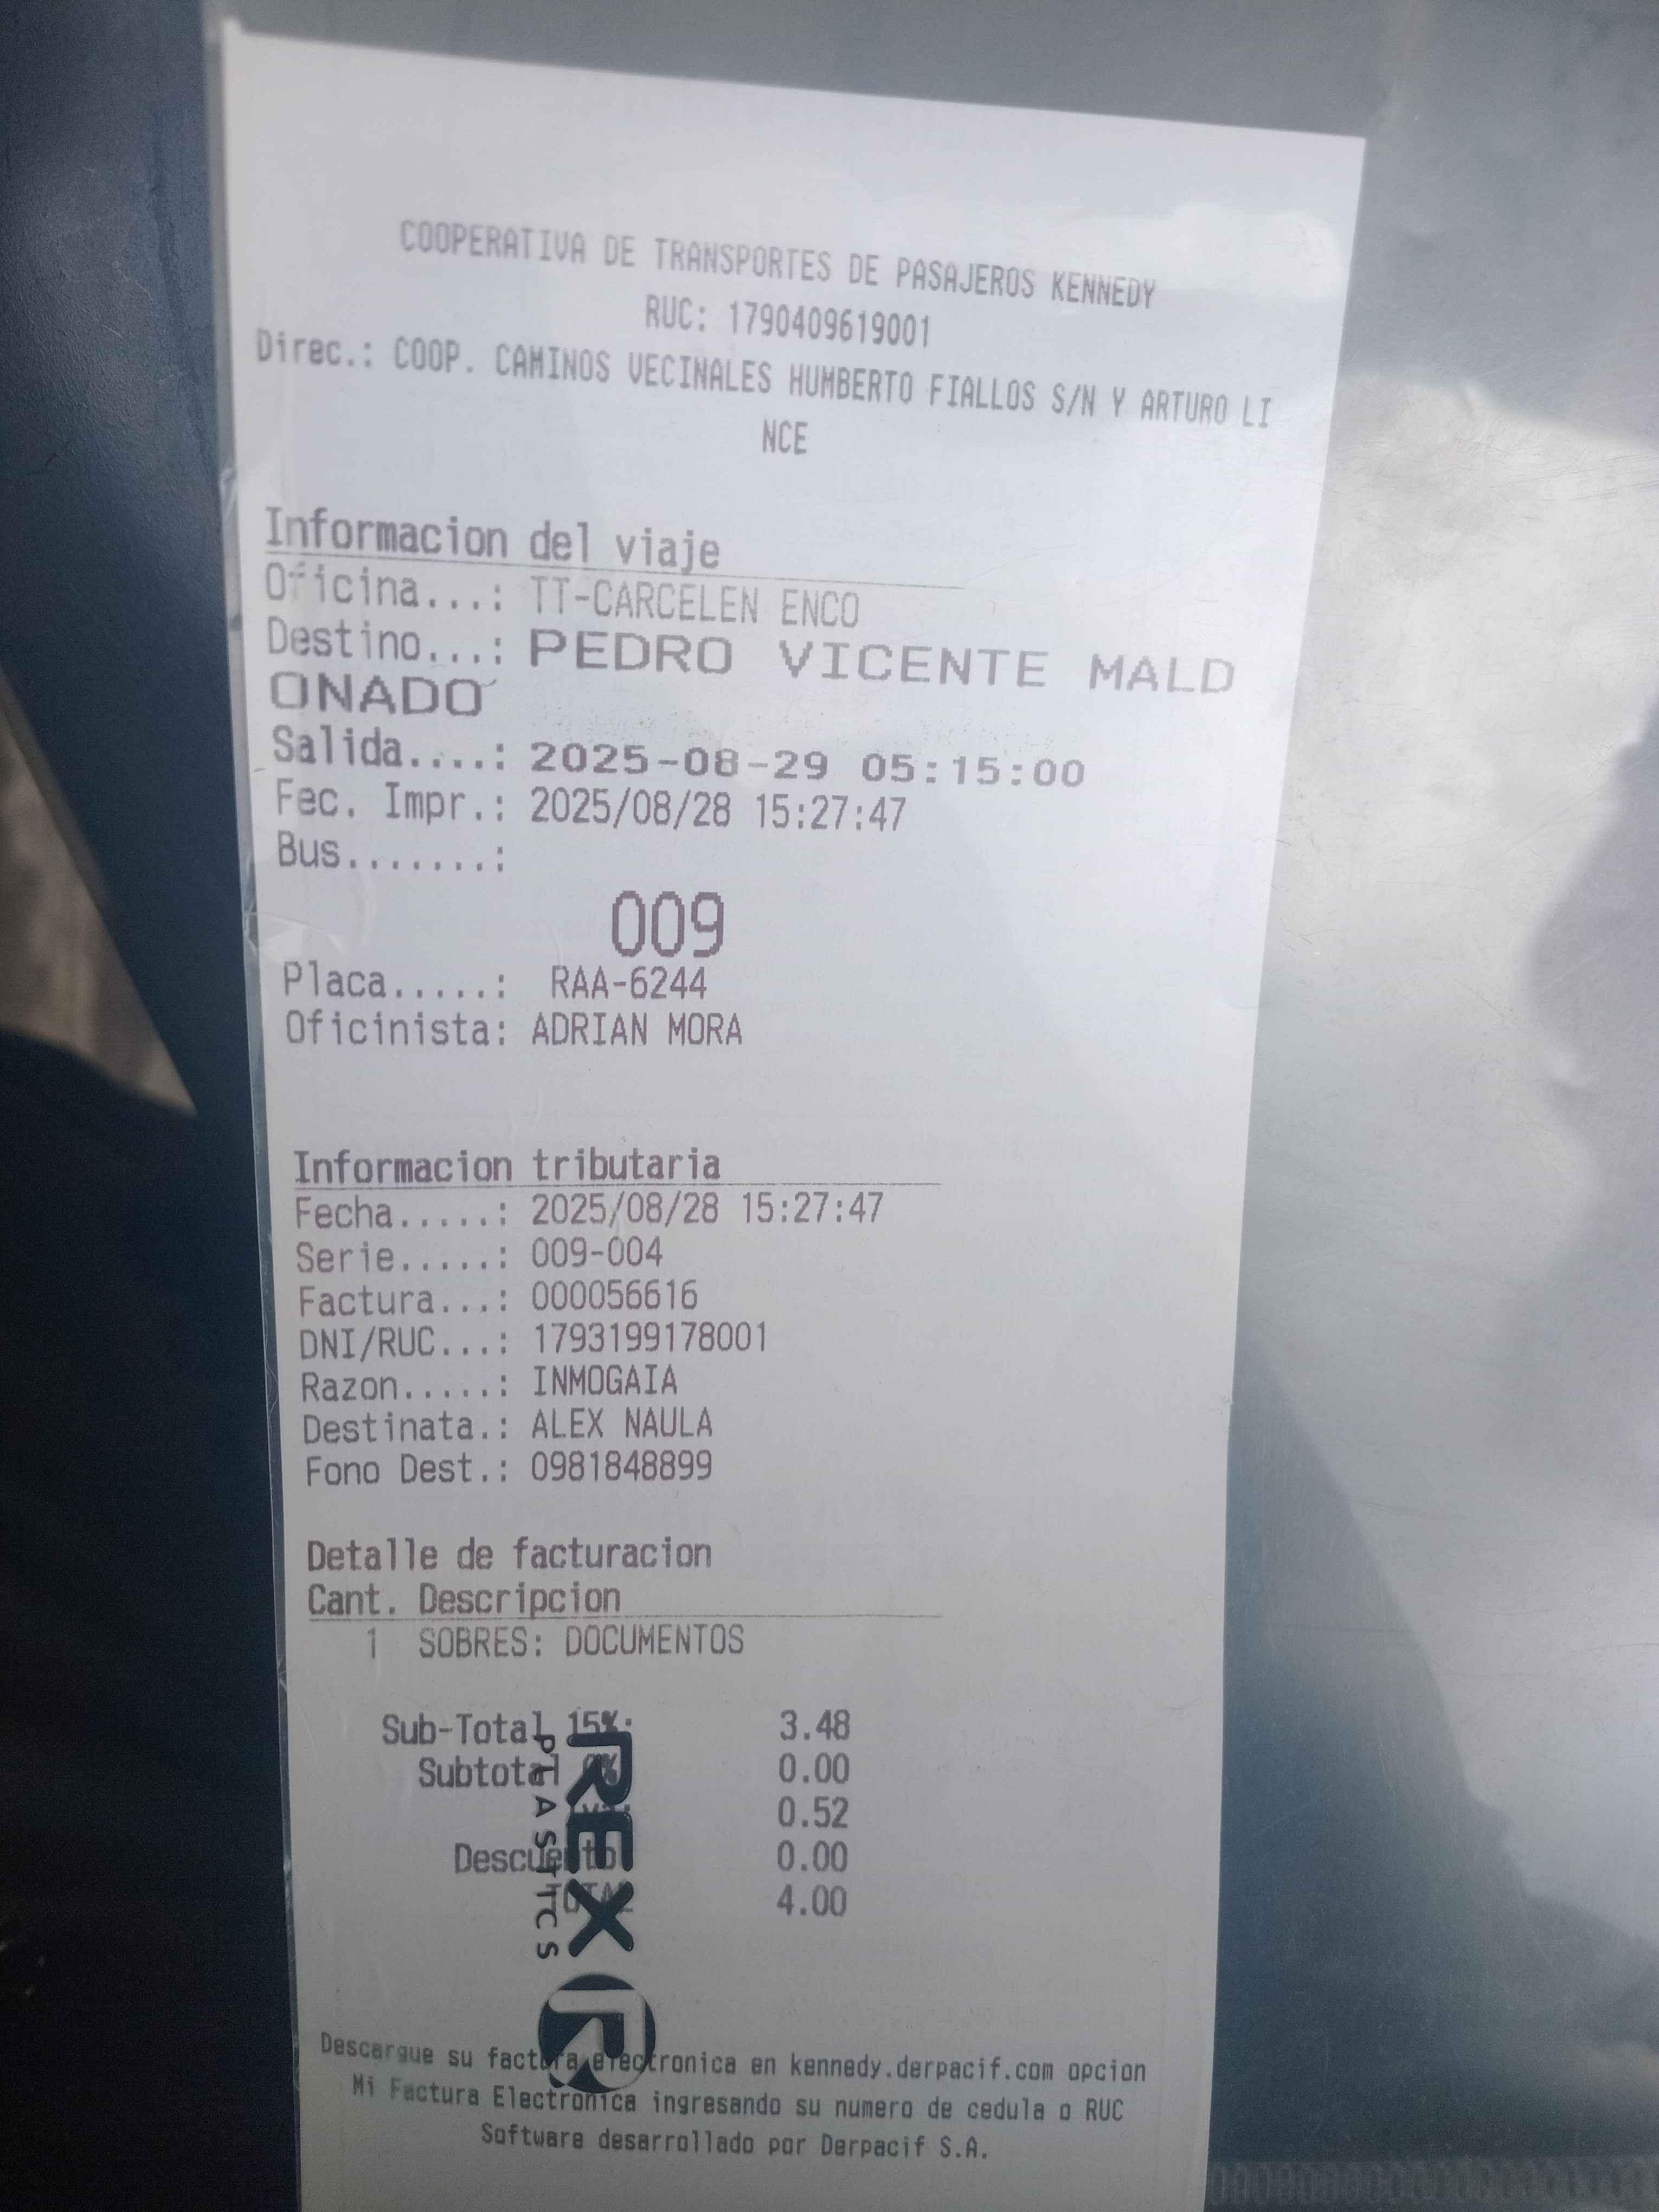 COOPERATIVA DE TRANSPORTES DE PASAJEROS KENNEDY
RUC: 1790409619001
Direc.: COOP. CAMINOS VECINALES HUMBERTO FIALLOS S/N Y ARTURO LI
NCE
Informacion del viaje
Oficina...: TT-CARCELEN ENCO
Destino...: PEDRO VICENTE MALD
ONADO
Salida....: 2025-08-29 05:15:00
Fec. Impr.: 2025/08/28 15:27:47
Bus.......:
009
Placa.....: RAA-6244
Oficinista: ADRIAN MORA
Informacion tributaria
Fecha.....: 2025/08/28 15:27:47
Serie.....: 009-004
Factura...: 000056616
DNI/RUC...: 1793199178001
Razon.....: INMOGAIA
Destinata.: ALEX NAULA
Fono Dest.: 0981848899
Detalle de facturacion
Cant. Descripcion
1 SOBRES: DOCUMENTOS
Sub-Total 15%: 3.48
Subtotal 0% 0.00
0.52
Descuento 0.00
TOTAL 4.00
REX
PLASTICS
R
Descargue su factura electronica en kennedy.derpacif.com opcion
Mi Factura Electronica ingresando su numero de cedula o RUC
Software desarrollado por Derpacif S.A.